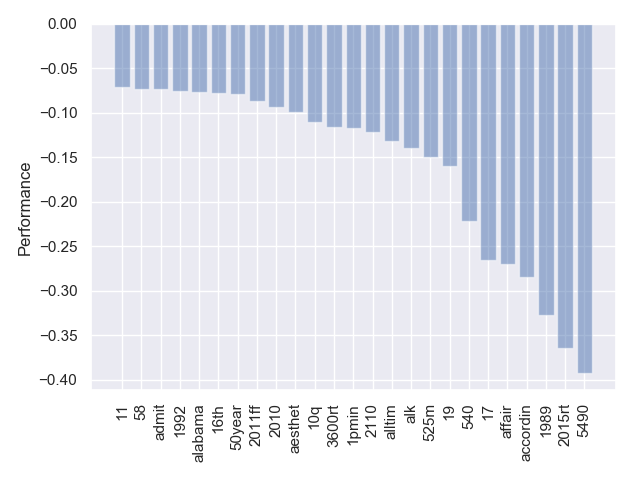 0.00
−0.05
−0.10
−0.15
−0.20
−0.25
−0.30
−0.35
−0.40
Performance
11
58
admit
1992
alabama
16th
50year
2011ff
2010
aesthet
10q
3600rt
1pmin
2110
alltim
alk
525m
19
540
17
affair
accordin
1989
2015rt
5490